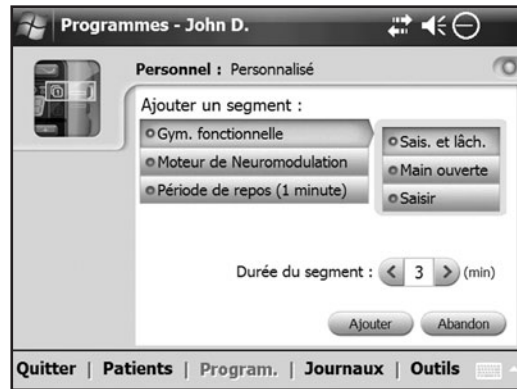 Programmes - John D.
Personnel : Personnalisé
Ajouter un segment :
Gym. fonctionnelle
Moteur de Neuromodulation
Période de repos (1 minute)
Sais. et lâch.
Main ouverte
Saisir
Durée du segment : < 3 > (min)
Ajouter Abandon
Quitter | Patients | Program. | Journaux | Outils